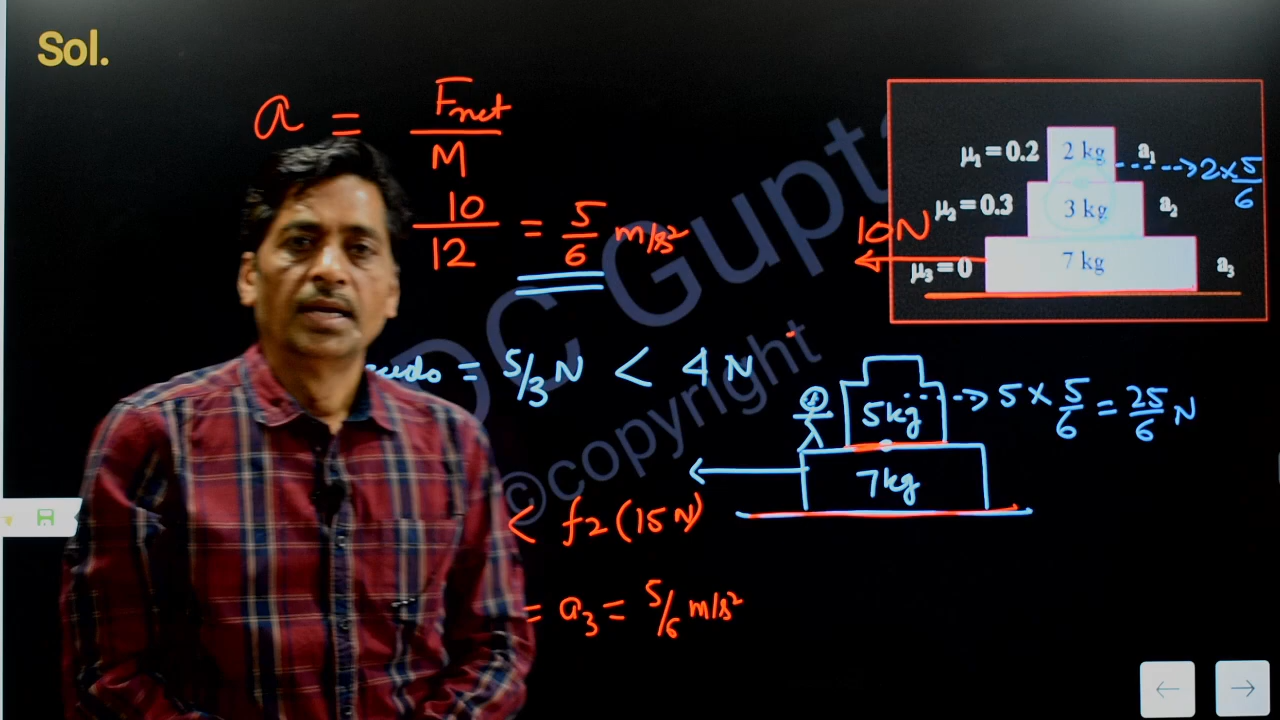 Sol.
a = Fnet / M
10 / 12 = 5/6 m/s²
= 5/3 N < 4 N
< f2 (15 N)
= a3 = 5/6 m/s²
μ₁ = 0.2 2 kg a₁ → 2 × 5/6
μ₂ = 0.3 3 kg a₂
10N
μ₃ = 0 7 kg a₃
5kg → 5 × 5/6 = 25/6 N
7kg
DC Gupta
©copyright